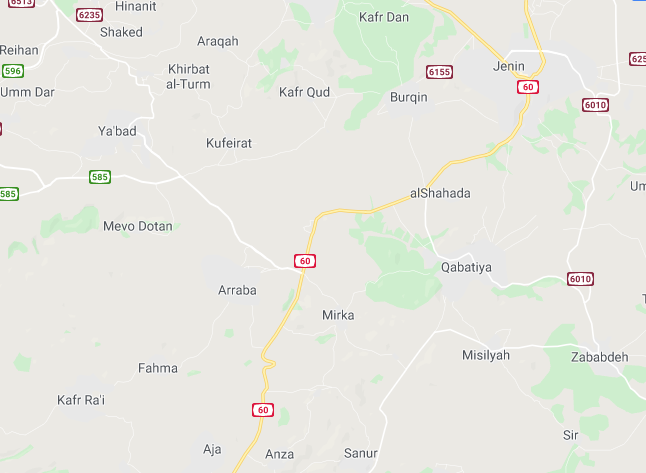 6513
Hinanit
6235
Shaked
Kafr Dan
Araqah
Reihan
596
Khirbat
al-Turm
Jenin
6155
Umm Dar
Kafr Qud
Burqin
60
6010
Ya'bad
Kufeirat
585
585
alShahada
Mevo Dotan
60
Qabatiya
6010
Arraba
Mirka
Misilyah
Zababdeh
Fahma
Kafr Ra'i
60
Sir
Aja
Anza
Sanur